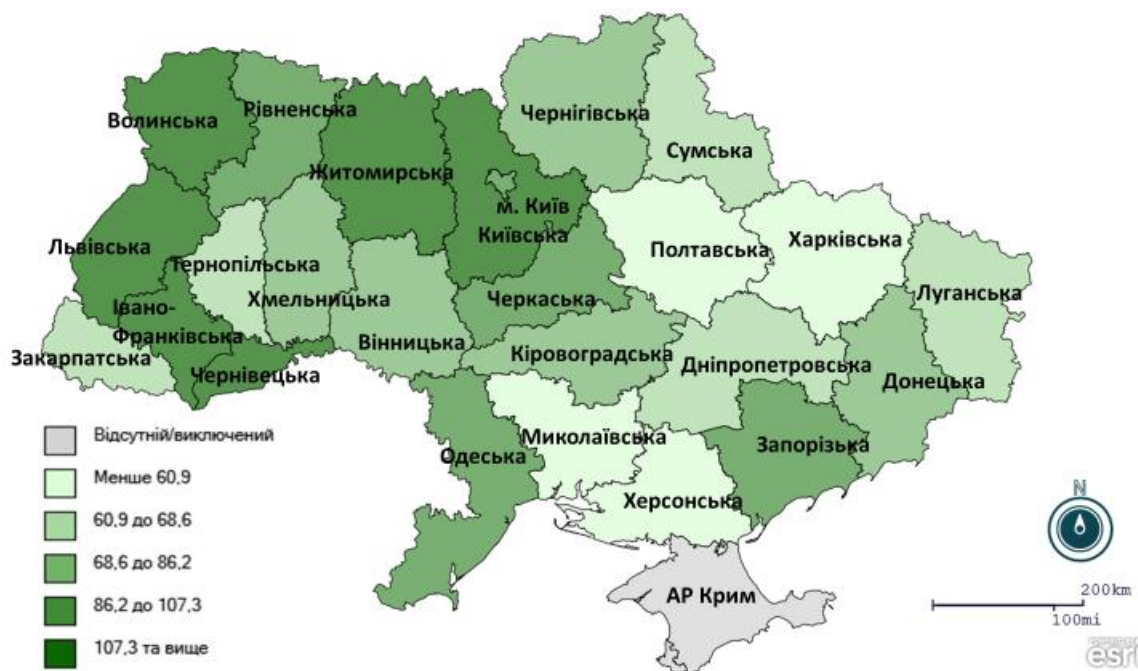 Волинська
Рівненська
Житомирська
Чернігівська
Сумська
м. Київ
Київська
Львівська
Тернопільська
Хмельницька
Івано-
Франківська
Закарпатська
Чернівецька
Вінницька
Черкаська
Полтавська
Харківська
Луганська
Кіровоградська
Дніпропетровська
Донецька
Одеська
Миколаївська
Запорізька
Херсонська
АР Крим
Відсутній/виключений
Менше 60,9
60,9 до 68,6
68,6 до 86,2
86,2 до 107,3
107,3 та вище
N
200km
100mi
esri